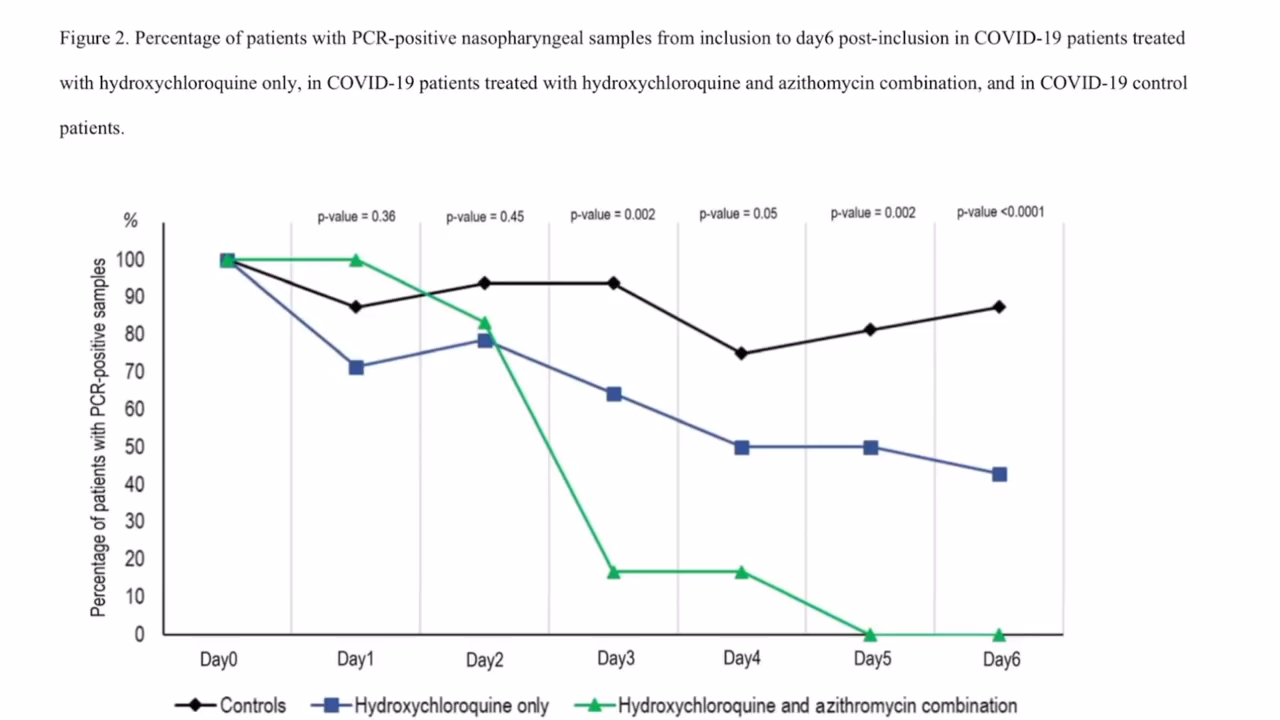 Figure 2. Percentage of patients with PCR-positive nasopharyngeal samples from inclusion to day6 post-inclusion in COVID-19 patients treated
with hydroxychloroquine only, in COVID-19 patients treated with hydroxychloroquine and azithomycin combination, and in COVID-19 control
patients.
%
p-value = 0.36
p-value = 0.45
p-value = 0.002
p-value = 0.05
p-value = 0.002
p-value <0.0001
Percentage of patients with PCR-positive samples
100
90
80
70
60
50
40
30
20
10
0
Day0
Day1
Day2
Day3
Day4
Day5
Day6
Controls
Hydroxychloroquine only
Hydroxychloroquine and azithromycin combination